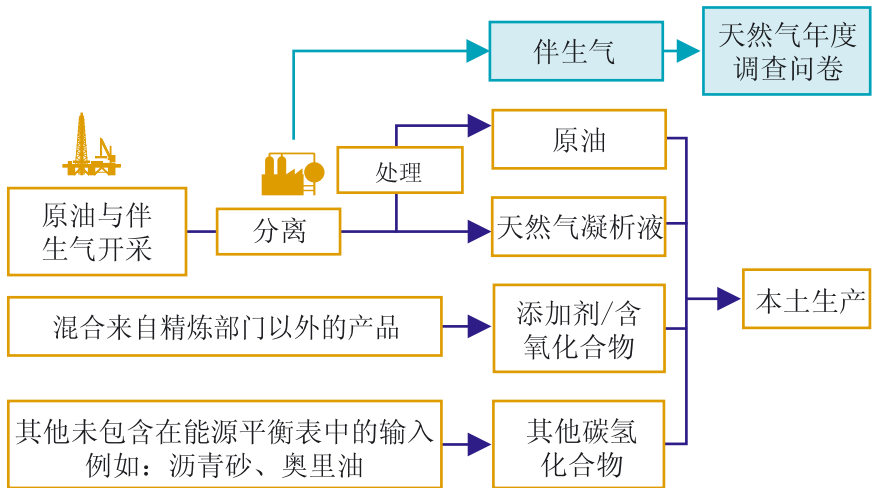 伴生气
天然气年度
调查问卷
原油
处理
原油与伴
生气开采
分离
天然气凝析液
混合来自精炼部门以外的产品
添加剂/含
氧化合物
本土生产
其他未包含在能源平衡表中的输入
例如：沥青砂、奥里油
其他碳氢
化合物